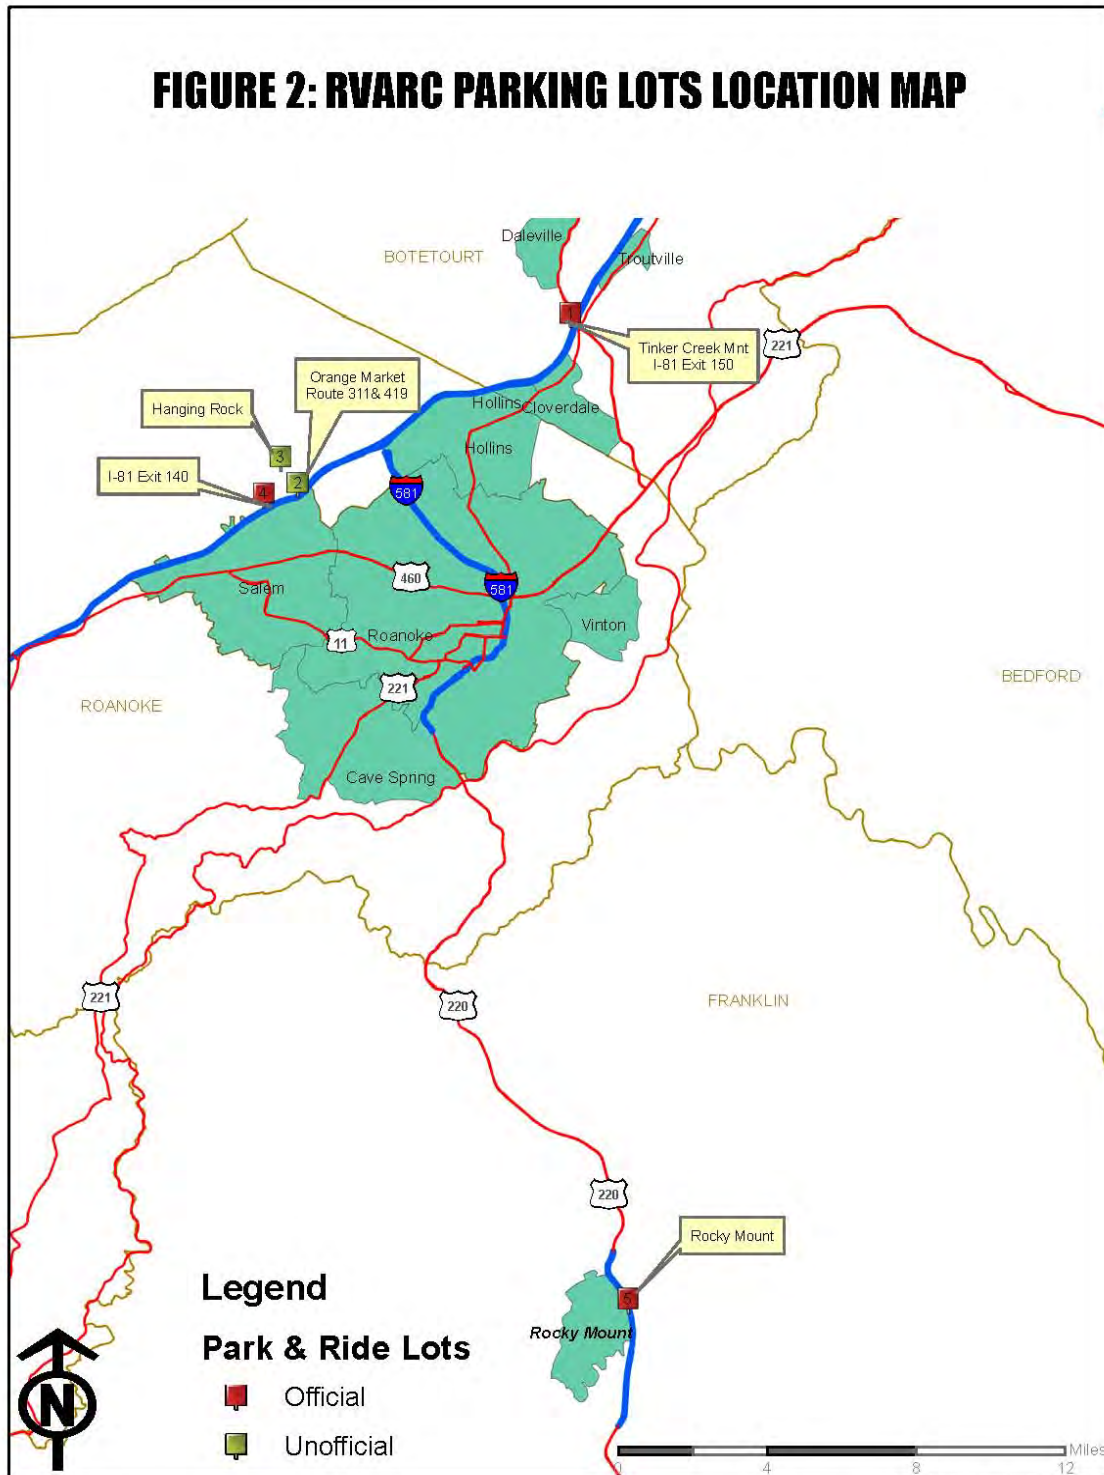 FIGURE 2: RVARC PARKING LOTS LOCATION MAP
Daleville
BOTETOURT
Troutville
1
Tinker Creek Mnt
I-81 Exit 150
221
Orange Market
Route 311& 419
Hanging Rock
Hollins
Cloverdale
Hollins
3
I-81 Exit 140
2
4
581
460
581
Salem
Vinton
Roanoke
11
221
BEDFORD
ROANOKE
Cave Spring
221
220
FRANKLIN
220
Rocky Mount
5
Rocky Mount
Legend
Park & Ride Lots
Official
Unofficial
N
Miles
0 4 8 12